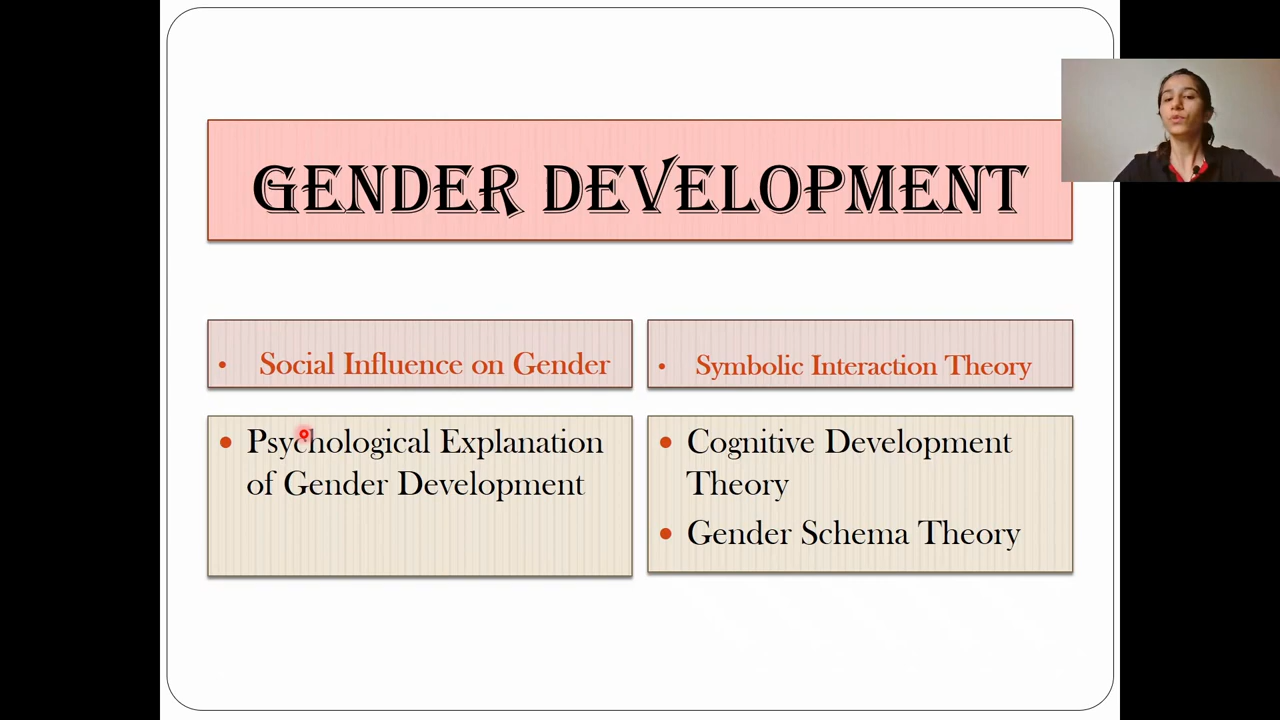 GENDER DEVELOPMENT
• Social Influence on Gender
• Psychological Explanation
of Gender Development
• Symbolic Interaction Theory
• Cognitive Development
Theory
• Gender Schema Theory